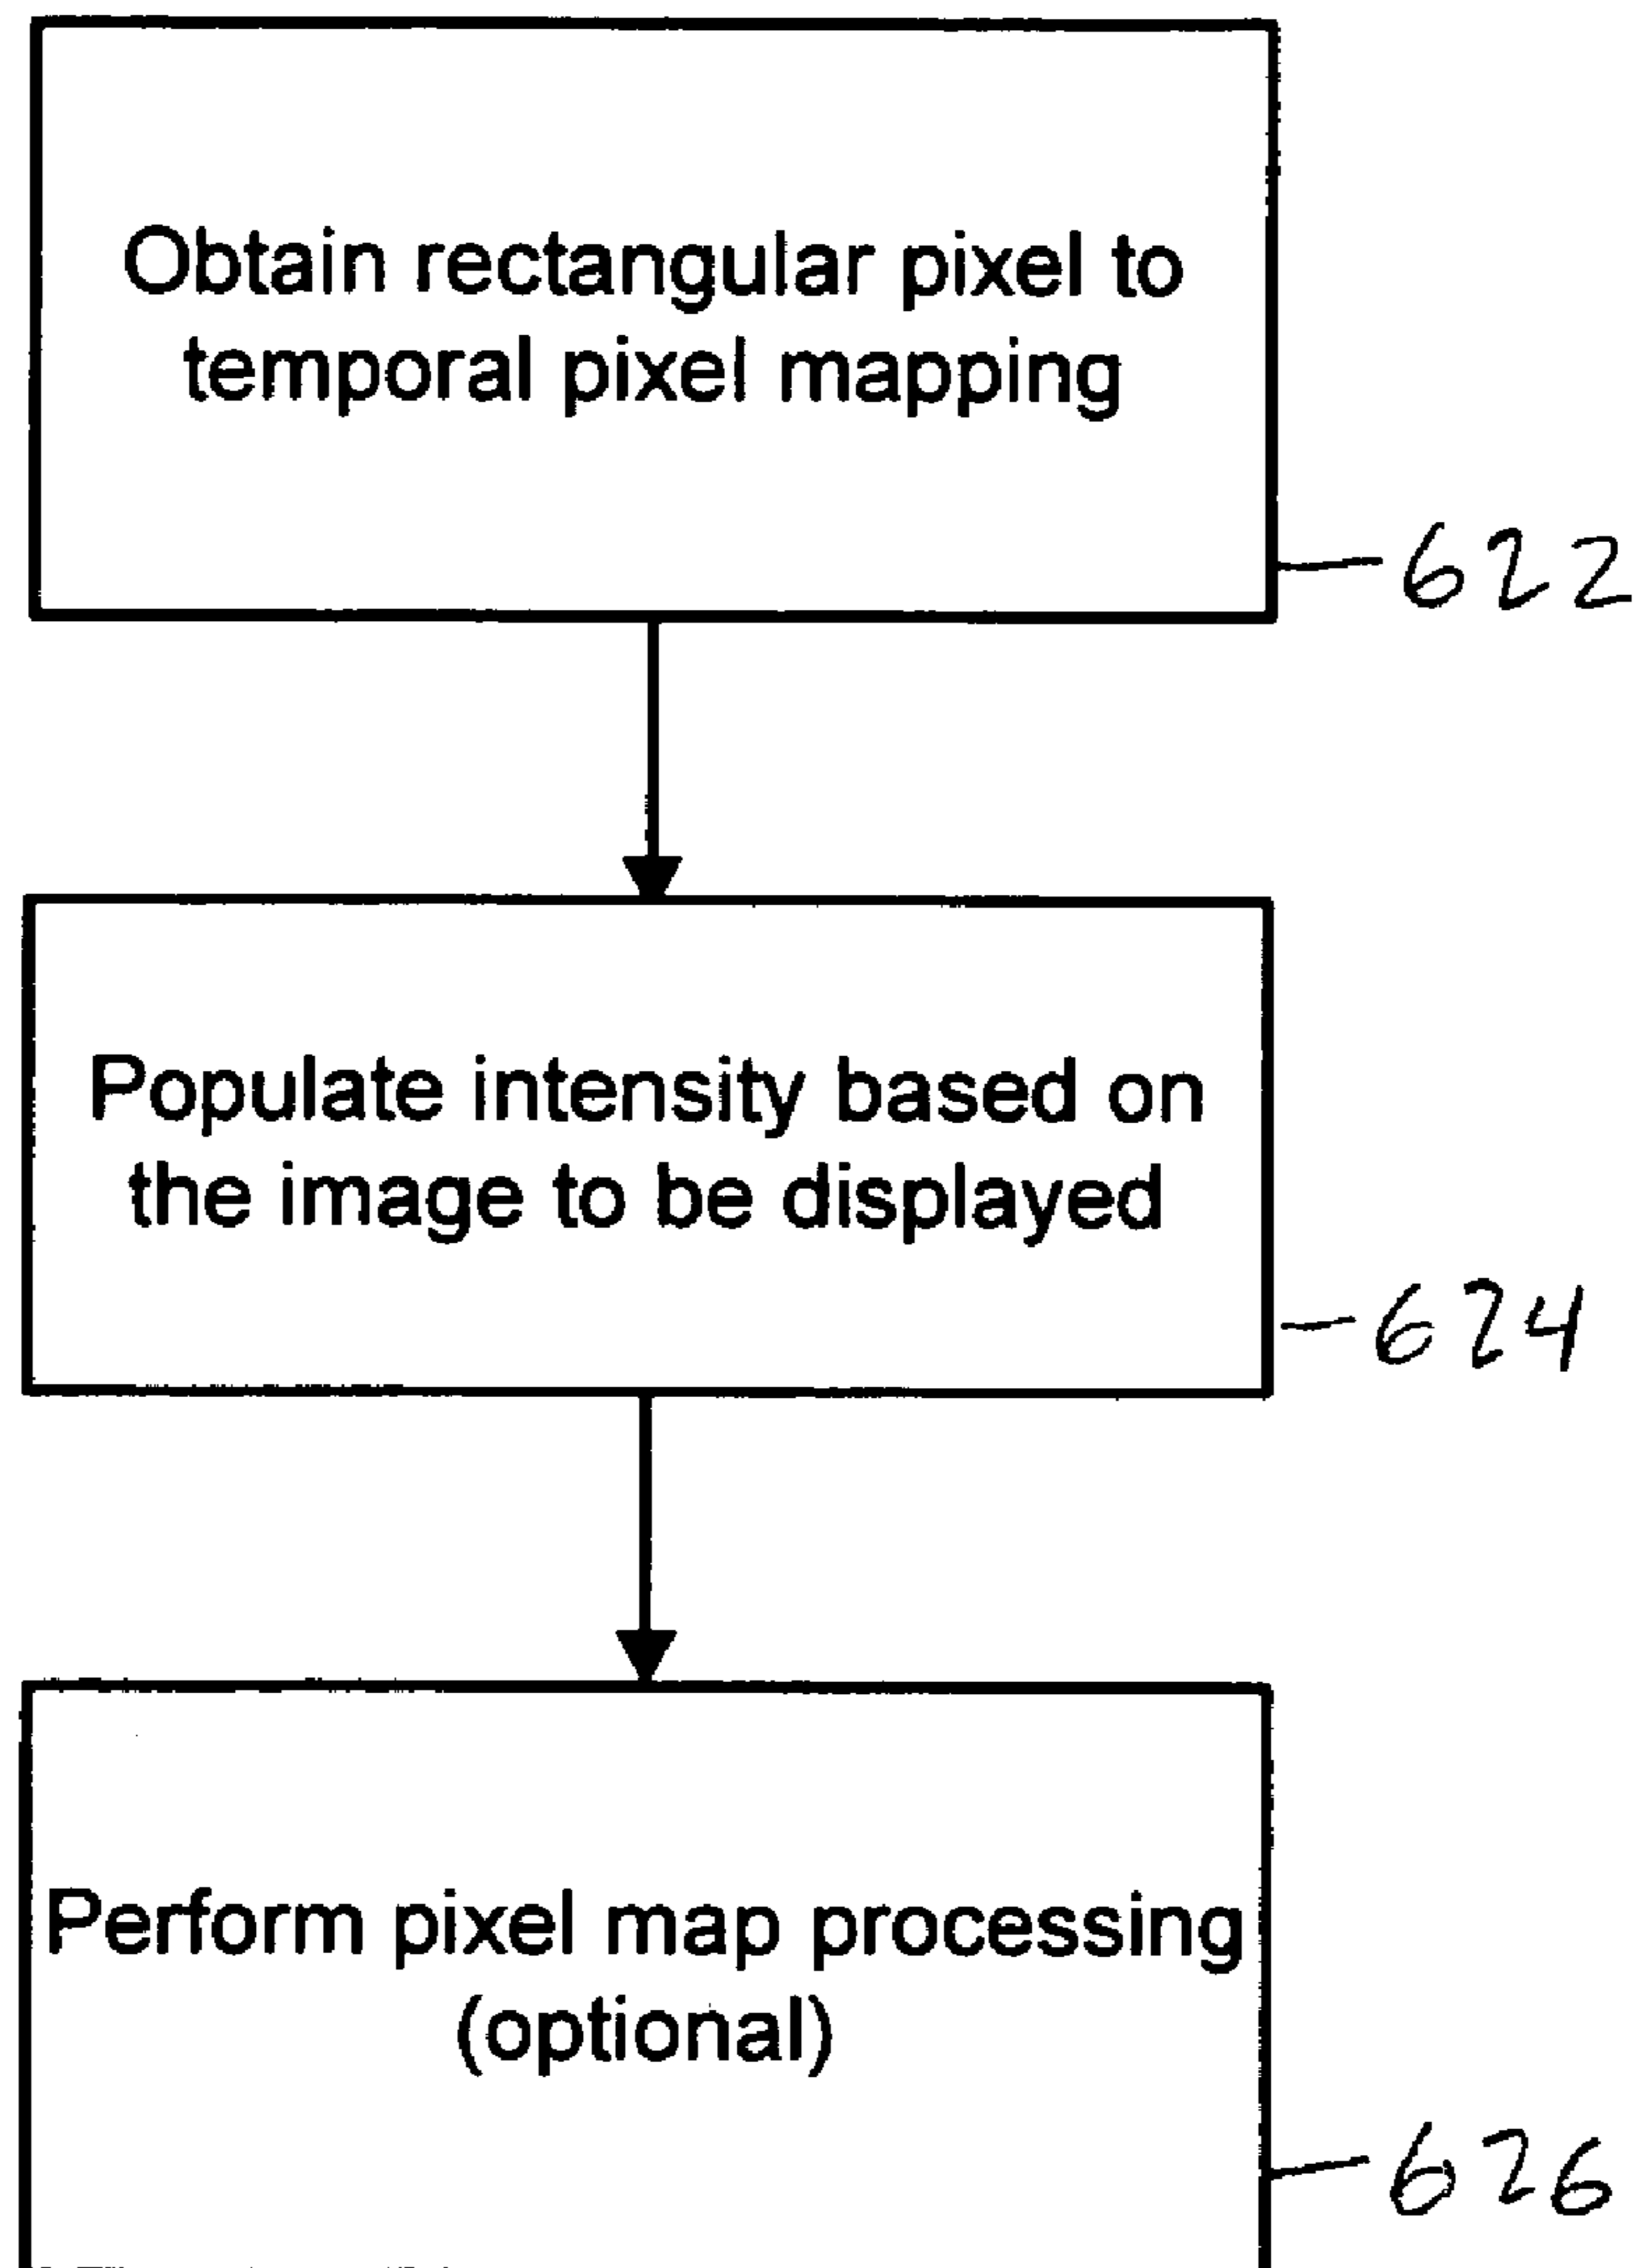 Obtain rectangular pixel to
temporal pixel mapping
622
Populate intensity based on
the image to be displayed
624
Perform pixel map processing
(optional)
626